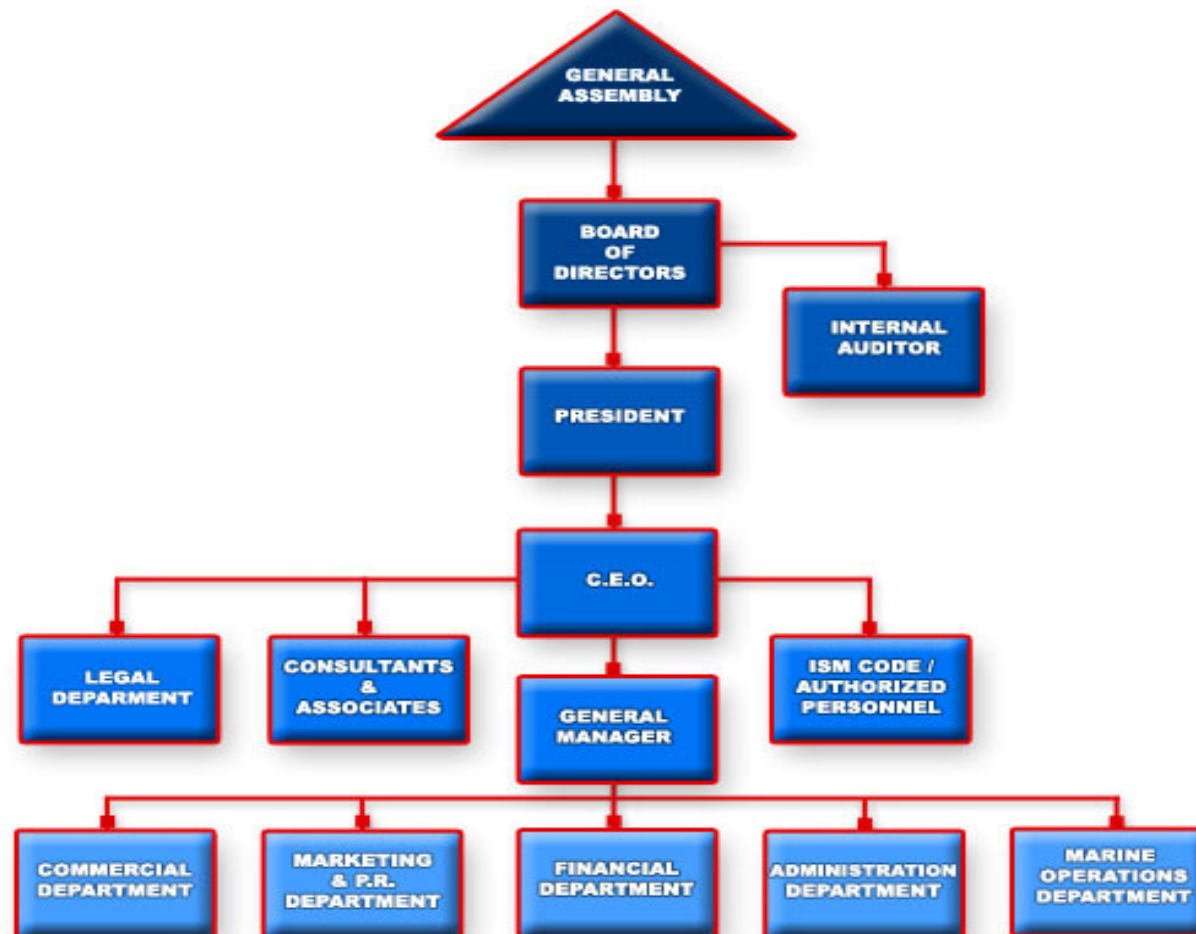 GENERAL
ASSEMBLY
BOARD
OF
DIRECTORS
INTERNAL
AUDITOR
PRESIDENT
C.E.O.
LEGAL
DEPARMENT
CONSULTANTS
&
ASSOCIATES
GENERAL
MANAGER
ISM CODE /
AUTHORIZED
PERSONNEL
COMMERCIAL
DEPARTMENT
MARKETING
& P.R.
DEPARTMENT
FINANCIAL
DEPARTMENT
ADMINISTRATION
DEPARTMENT
MARINE
OPERATIONS
DEPARTMENT